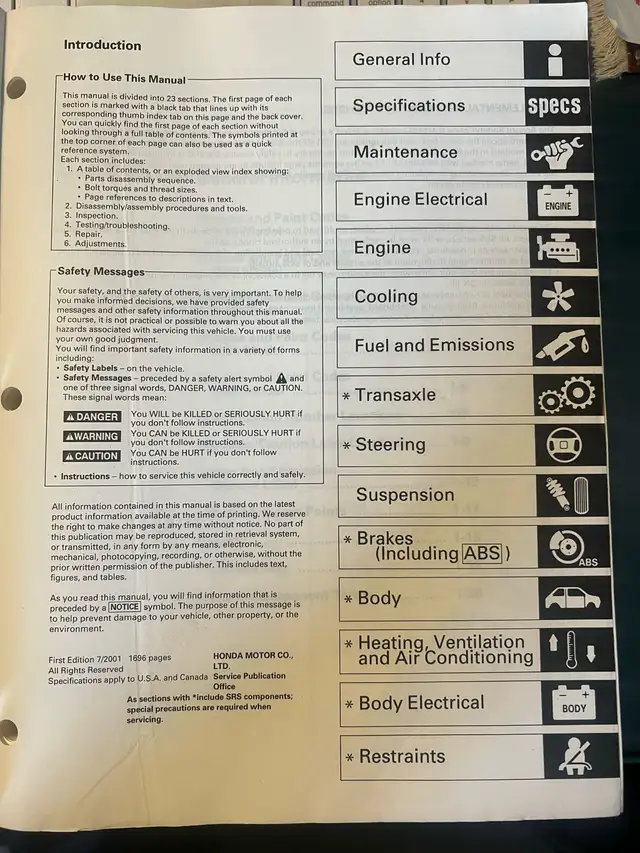 command
option
Introduction
How to Use This Manual
This manual is divided into 23 sections. The first page of each
section is marked with a black tab that lines up with its
corresponding thumb index tab on this page and the back cover.
You can quickly find the first page of each section without
looking through a full table of contents. The symbols printed at
the top corner of each page can also be used as a quick
reference system.
Each section includes:
1. A table of contents, or an exploded view index showing:
• Parts disassembly sequence.
• Bolt torques and thread sizes.
• Page references to descriptions in text.
2. Disassembly/assembly procedures and tools.
3. Inspection.
4. Testing/troubleshooting.
5. Repair.
6. Adjustments.
Safety Messages
Your safety, and the safety of others, is very important. To help
you make informed decisions, we have provided safety
messages and other safety information throughout this manual.
Of course, it is not practical or possible to warn you about all the
hazards associated with servicing this vehicle. You must use
your own good judgment.
You will find important safety information in a variety of forms
including:
• Safety Labels – on the vehicle.
• Safety Messages – preceded by a safety alert symbol ⚠ and
one of three signal words, DANGER, WARNING, or CAUTION.
These signal words mean:
⚠ DANGER You WILL be KILLED or SERIOUSLY HURT if
you don't follow instructions.
⚠WARNING You CAN be KILLED or SERIOUSLY HURT if
you don't follow instructions.
⚠ CAUTION You CAN be HURT if you don't follow
instructions.
• Instructions – how to service this vehicle correctly and safely.
All information contained in this manual is based on the latest
product information available at the time of printing. We reserve
the right to make changes at any time without notice. No part of
this publication may be reproduced, stored in retrieval system,
or transmitted, in any form by any means, electronic,
mechanical, photocopying, recording, or otherwise, without the
prior written permission of the publisher. This includes text,
figures, and tables.
As you read this manual, you will find information that is
preceded by a NOTICE symbol. The purpose of this message is
to help prevent damage to your vehicle, other property, or the
environment.
First Edition 7/2001 1696 pages
All Rights Reserved
Specifications apply to U.S.A. and Canada
HONDA MOTOR CO.,
LTD.
Service Publication
Office
As sections with *include SRS components;
special precautions are required when
servicing.
General Info i
Specifications specs
Maintenance
Engine Electrical – + ENGINE
Engine
Cooling
Fuel and Emissions
* Transaxle
* Steering
Suspension
* Brakes
(Including ABS ) ABS
* Body
* Heating, Ventilation
and Air Conditioning
* Body Electrical – + BODY
* Restraints